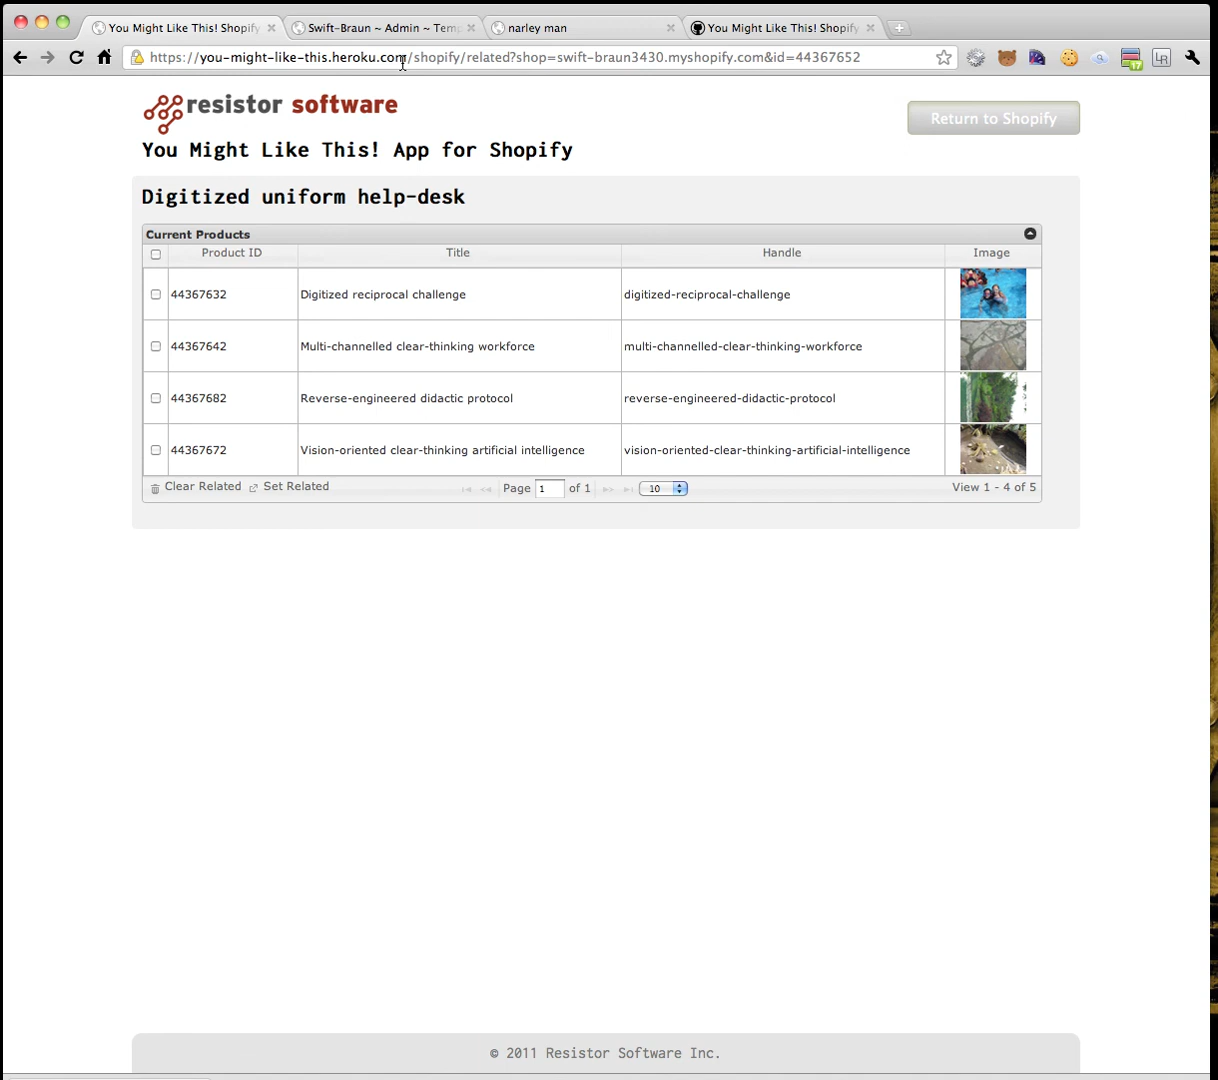 You Might Like This! Shopify
Swift-Braun ~ Admin ~ Temp
narley man
You Might Like This! Shopify
https://you-might-like-this.heroku.com/shopify/related?shop=swift-braun3430.myshopify.com&id=44367652
17
LR
resistor software
Return to Shopify
You Might Like This! App for Shopify
Digitized uniform help-desk
Current Products
Product ID Title Handle Image
44367632 Digitized reciprocal challenge digitized-reciprocal-challenge
44367642 Multi-channelled clear-thinking workforce multi-channelled-clear-thinking-workforce
44367682 Reverse-engineered didactic protocol reverse-engineered-didactic-protocol
44367672 Vision-oriented clear-thinking artificial intelligence vision-oriented-clear-thinking-artificial-intelligence
Clear Related Set Related Page 1 of 1 10 View 1 - 4 of 5
© 2011 Resistor Software Inc.